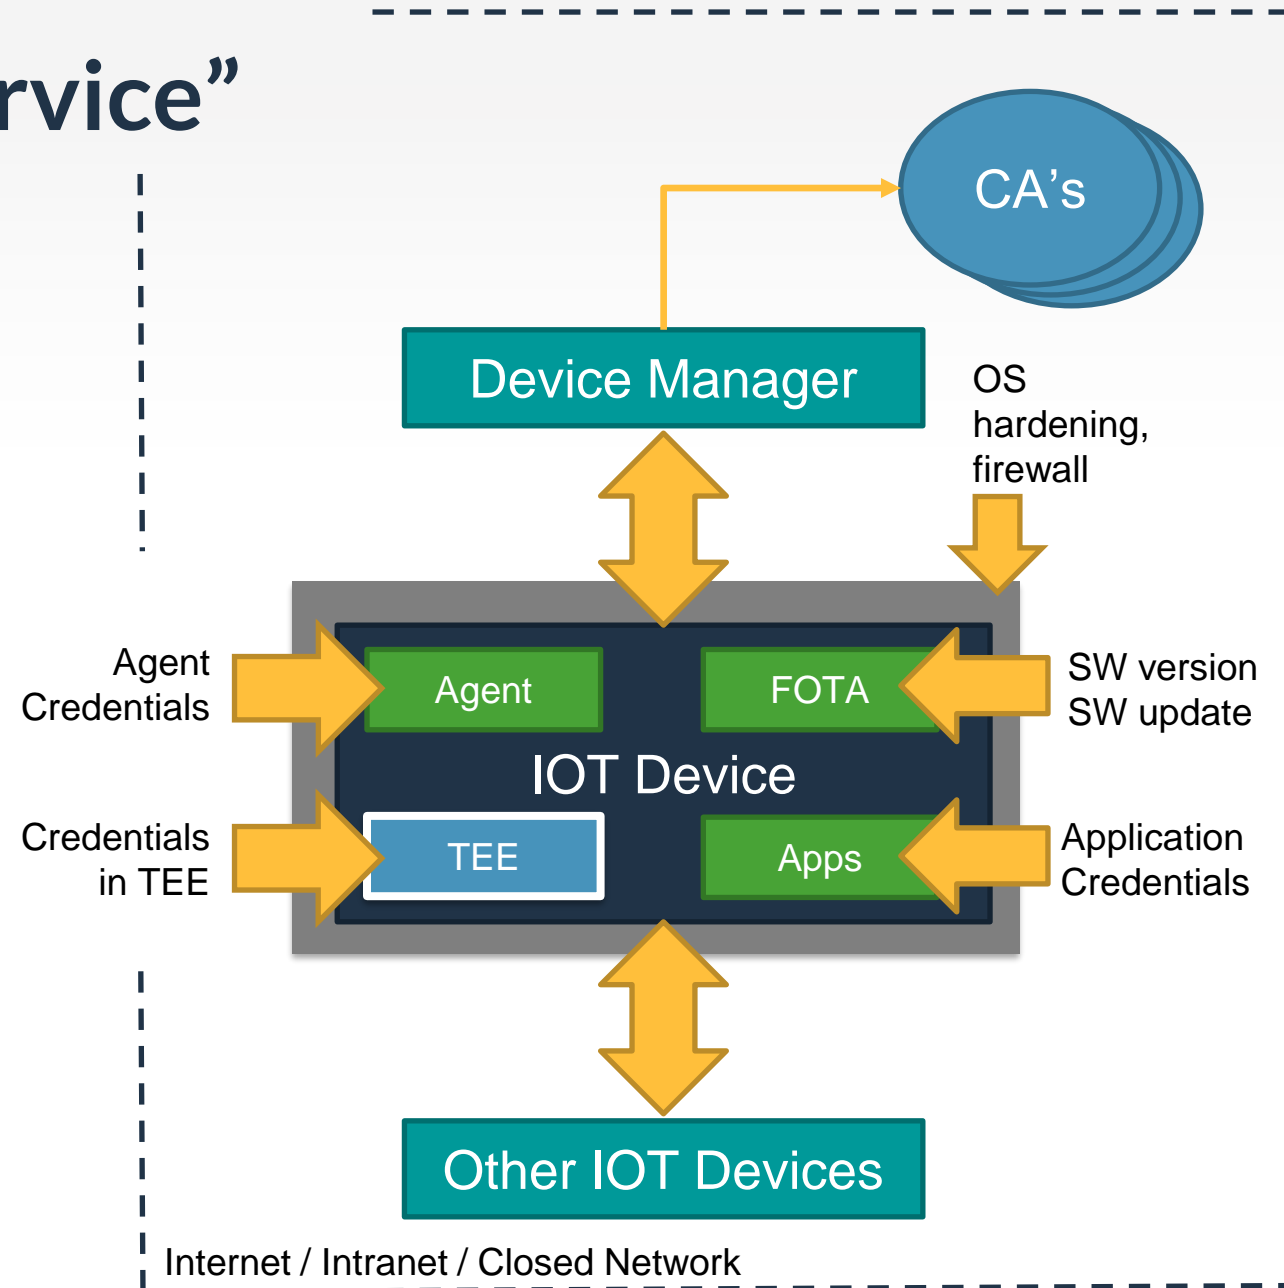 rvice”
CA’s
Device Manager
OS
hardening,
firewall
Agent
Credentials
Agent
FOTA
SW version
SW update
IOT Device
Credentials
in TEE
TEE
Apps
Application
Credentials
Other IOT Devices
Internet / Intranet / Closed Network